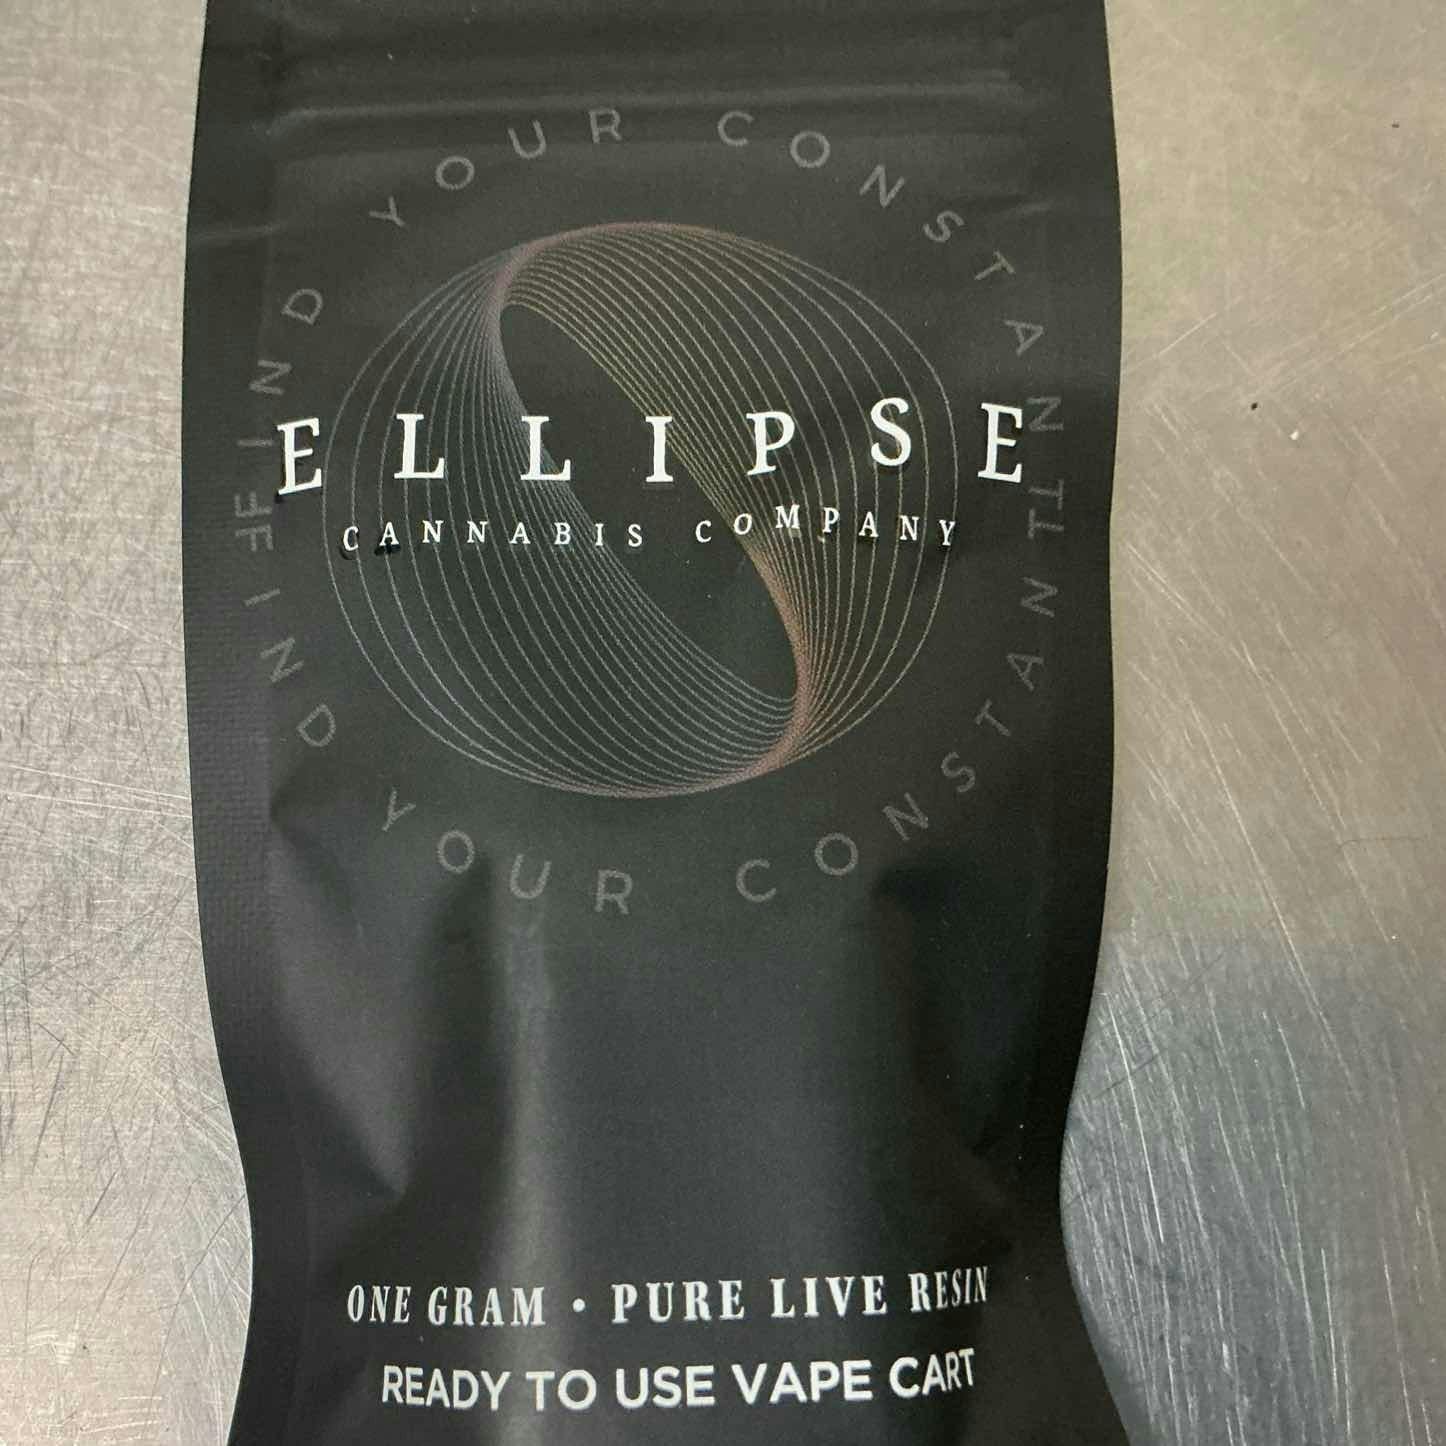 FIND YOUR CONSTANT
ELLIPSE
CANNABIS COMPANY
FIND YOUR CONSTANT
ONE GRAM • PURE LIVE RESIN
READY TO USE VAPE CART